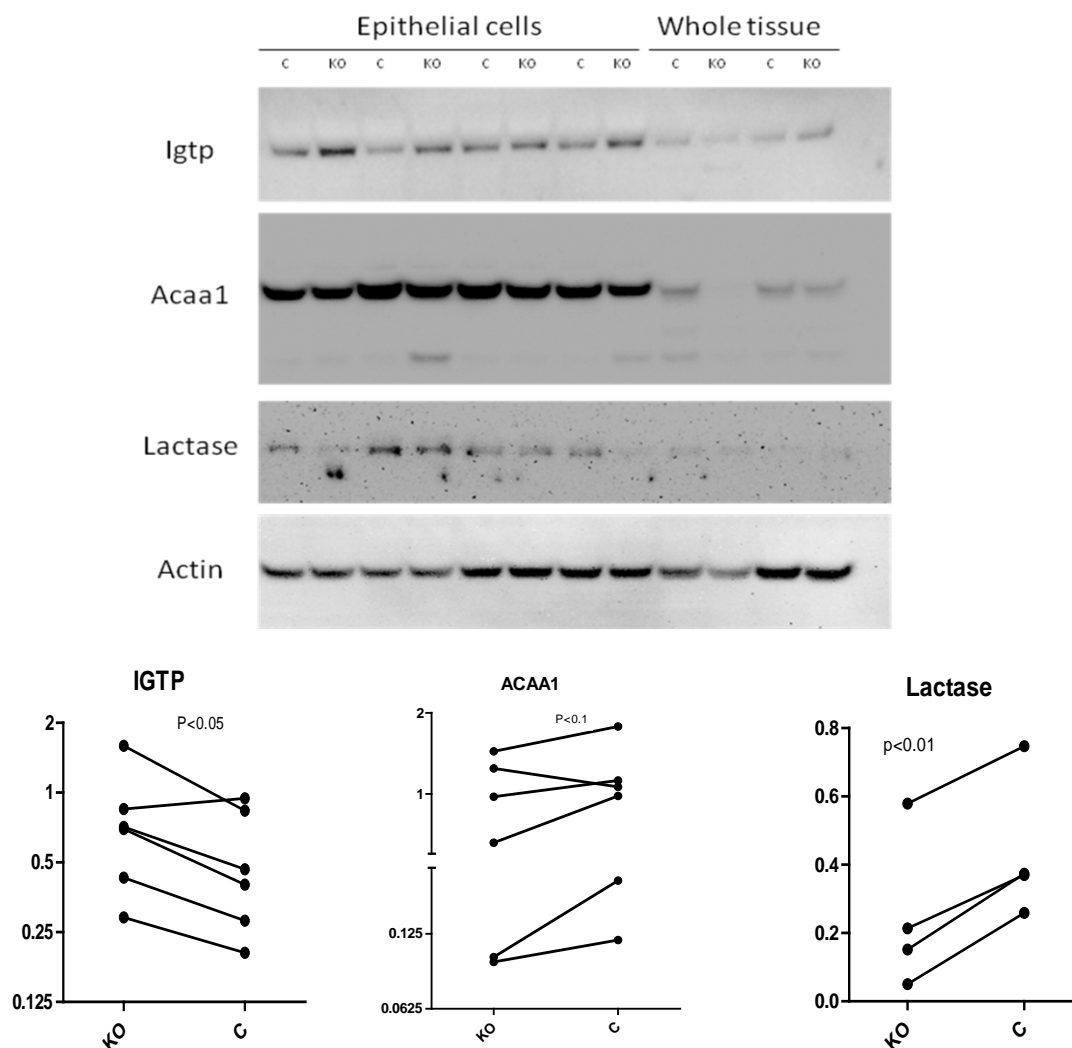 Epithelial cells Whole tissue
C KO C KO C KO C KO C KO C KO
Igtp
Acaa1
Lactase
Actin
IGTP
P<0.05
2
1
0.5
0.25
0.125
KO C
ACAA1
P<0.1
2
1
0.125
0.0625
KO C
Lactase
p<0.01
0.8
0.6
0.4
0.2
0.0
KO C